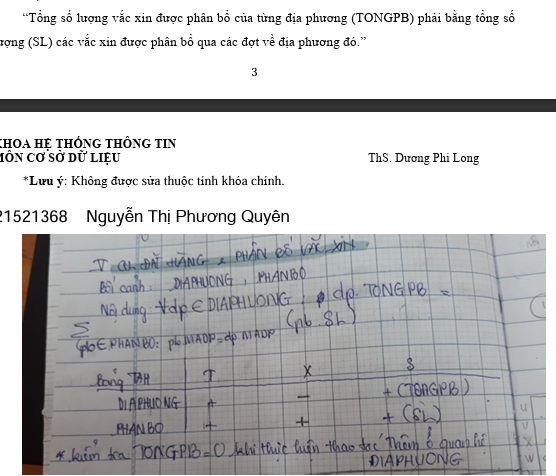 “Tổng số lượng vắc xin được phân bổ của từng địa phương (TONGPB) phải bằng tổng số
ượng (SL) các vắc xin được phân bổ qua các đợt về địa phương đó.”
3
KHOA HỆ THỐNG THÔNG TIN
MÔN CƠ SỞ DỮ LIỆU
ThS. Dương Phi Long
*Lưu ý: Không được sửa thuộc tính khóa chính.
21521368 Nguyễn Thị Phương Quyên
V. QL ĐẶT HÀNG & PHÂN BỔ VẮC XIN
Bối cảnh: DIAPHUONG, PHANBO
Nội dung: ∀dp ∈ DIAPHUONG, dp.TONGPB =
∑ (pb.SL)
(pb ∈ PHANBO: pb.MADP = dp.MADP
Bảng TAH T X S
DIAPHUONG + − + (TONGPB)
PHANBO + + + (SL)
* kiểm tra TONGPB = 0 khi thực hiện thao tác Thêm ở quan hệ
DIAPHUONG